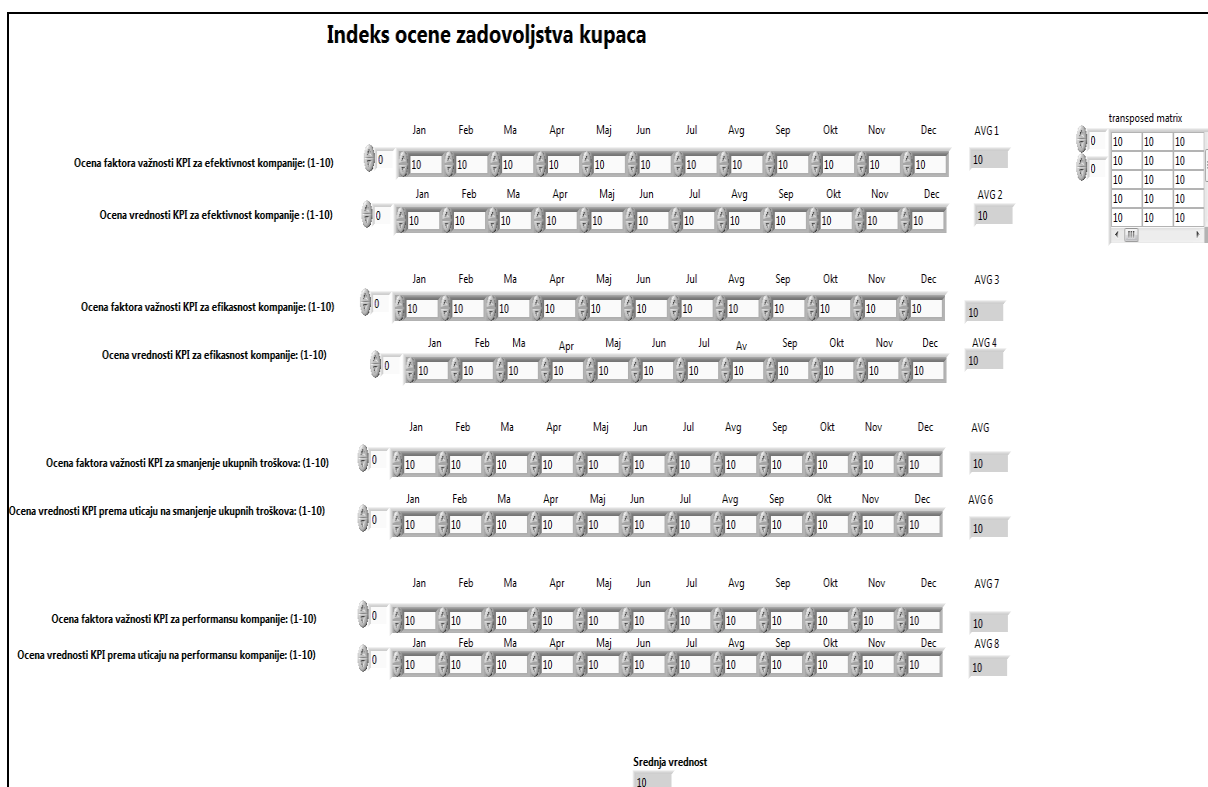 Indeks ocene zadovoljstva kupaca
Jan Feb Ma Apr Maj Jun Jul Avg Sep Okt Nov Dec AVG 1
transposed matrix
Ocena faktora važnosti KPI za efektivnost kompanije: (1-10) 0 10 10 10 10 10 10 10 10 10 10 10 10 10
0 10 10 10
0 10 10 10
10 10 10
10 10 10
10 10 10
Jan Feb Ma Apr Maj Jun Jul Avg Sep Okt Nov Dec AVG 2
Ocena vrednosti KPI za efektivnost kompanije : (1-10) 0 10 10 10 10 10 10 10 10 10 10 10 10 10
Jan Feb Ma Apr Maj Jun Jul Avg Sep Okt Nov Dec AVG 3
Ocena faktora važnosti KPI za efikasnost kompanije: (1-10) 0 10 10 10 10 10 10 10 10 10 10 10 10 10
Jan Feb Ma Apr Maj Jun Jul Av Sep Okt Nov Dec AVG 4
Ocena vrednosti KPI za efikasnost kompanije: (1-10) 0 10 10 10 10 10 10 10 10 10 10 10 10 10
Jan Feb Ma Apr Maj Jun Jul Avg Sep Okt Nov Dec AVG
Ocena faktora važnosti KPI za smanjenje ukupnih troškova: (1-10) 0 10 10 10 10 10 10 10 10 10 10 10 10 10
Jan Feb Ma Apr Maj Jun Jul Avg Sep Okt Nov Dec AVG 6
Ocena vrednosti KPI prema uticaju na smanjenje ukupnih troškova: (1-10) 0 10 10 10 10 10 10 10 10 10 10 10 10 10
Jan Feb Ma Apr Maj Jun Jul Avg Sep Okt Nov Dec AVG 7
Ocena faktora važnosti KPI za performansu kompanije: (1-10) 0 10 10 10 10 10 10 10 10 10 10 10 10 10
Jan Feb Ma Apr Maj Jun Jul Avg Sep Okt Nov Dec AVG 8
Ocena vrednosti KPI prema uticaju na performansu kompanije: (1-10) 0 10 10 10 10 10 10 10 10 10 10 10 10 10
Srednja vrednost
10